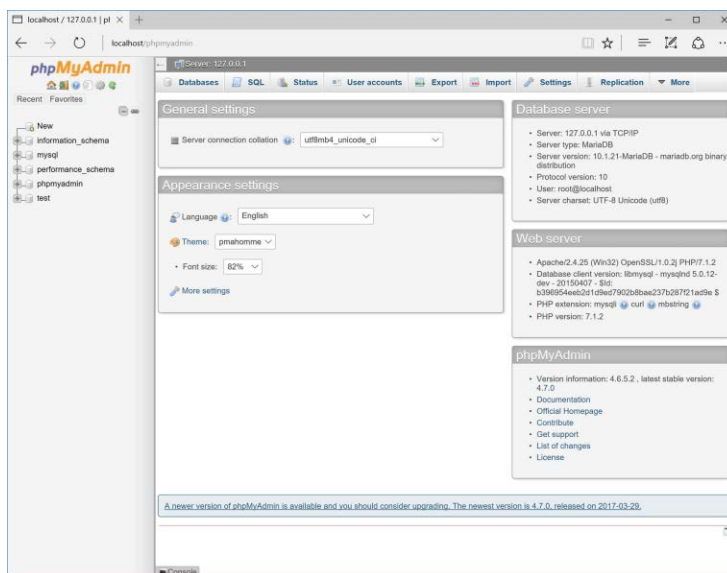 localhost / 127.0.0.1 | pl
localhost/phpmyadmin
phpMyAdmin
Recent Favorites
New
information_schema
mysql
performance_schema
phpmyadmin
test
Server: 127.0.0.1
Databases SQL Status User accounts Export Import Settings Replication More
General settings
Server connection collation : utf8mb4_unicode_ci
Appearance settings
Language : English
Theme: pmahomme
Font size: 82%
More settings
Database server
Server: 127.0.0.1 via TCP/IP
Server type: MariaDB
Server version: 10.1.21-MariaDB - mariadb.org binary
distribution
Protocol version: 10
User: root@localhost
Server charset: UTF-8 Unicode (utf8)
Web server
Apache/2.4.25 (Win32) OpenSSL/1.0.2j PHP/7.1.2
Database client version: libmysql - mysqlnd 5.0.12-
dev - 20150407 - $Id:
b396954eeb2d1d9ed7902b8bae237b287f21ad9e $
PHP extension: mysqli curl mbstring
PHP version: 7.1.2
phpMyAdmin
Version information: 4.6.5.2 , latest stable version:
4.7.0
Documentation
Official Homepage
Contribute
Get support
List of changes
License
A newer version of phpMyAdmin is available and you should consider upgrading. The newest version is 4.7.0, released on 2017-03-29.
Console